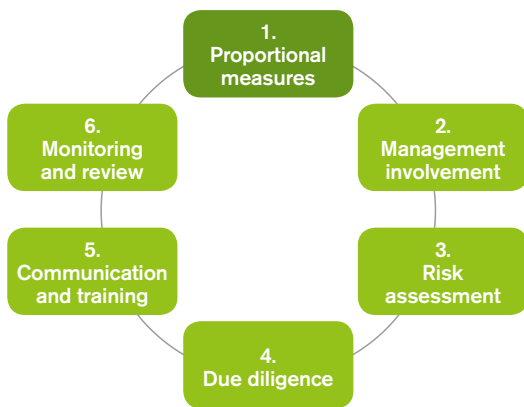 1.
Proportional
measures
2.
Management
involvement
3.
Risk
assessment
4.
Due diligence
5.
Communication
and training
6.
Monitoring
and review